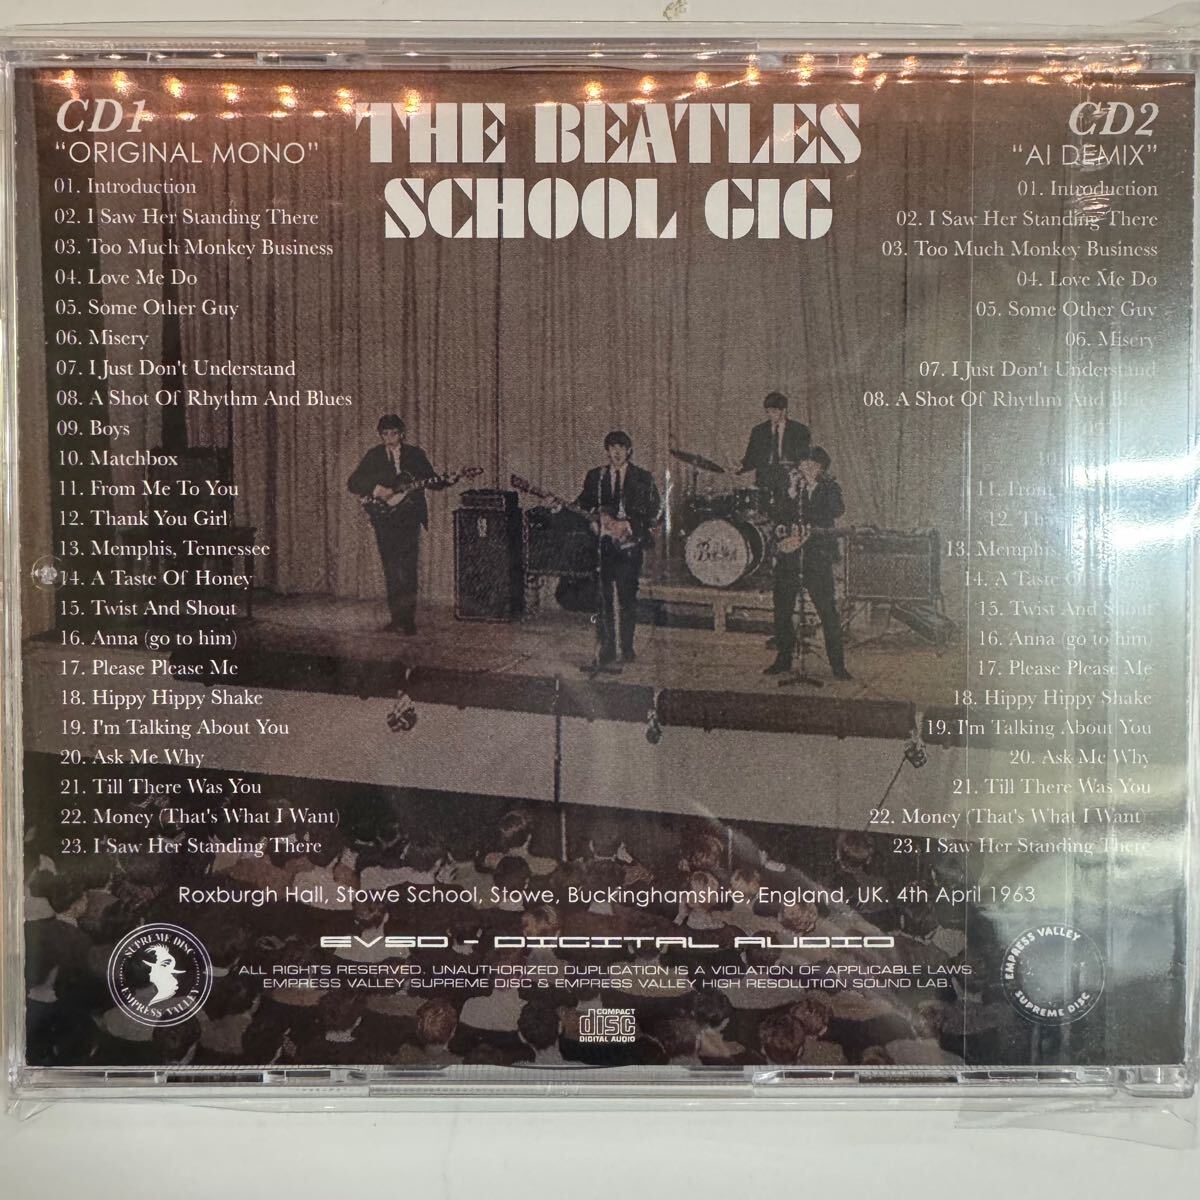 CD1
"ORIGINAL MONO"
01. Introduction
02. I Saw Her Standing There
03. Too Much Monkey Business
04. Love Me Do
05. Some Other Guy
06. Misery
07. I Just Don't Understand
08. A Shot Of Rhythm And Blues
09. Boys
10. Matchbox
11. From Me To You
12. Thank You Girl
13. Memphis, Tennessee
14. A Taste Of Honey
15. Twist And Shout
16. Anna (go to him)
17. Please Please Me
18. Hippy Hippy Shake
19. I'm Talking About You
20. Ask Me Why
21. Till There Was You
22. Money (That's What I Want)
23. I Saw Her Standing There
THE BEATLES
SCHOOL GIG
CD2
"AI DEMIX"
01. Introduction
02. I Saw Her Standing There
03. Too Much Monkey Business
04. Love Me Do
05. Some Other Guy
06. Misery
07. I Just Don't Understand
08. A Shot Of Rhythm And Blues
10.
11. From
12.
13. Memphis,
14. A Taste Of
15. Twist And Shout
16. Anna (go to him)
17. Please Please Me
18. Hippy Hippy Shake
19. I'm Talking About You
20. Ask Me Why
21. Till There Was You
22. Money (That's What I Want)
23. I Saw Her Standing There
Roxburgh Hall, Stowe School, Stowe, Buckinghamshire, England, UK. 4th April 1963
SUPREME DISC
EMPRESS VALLEY
EVSD - DIGITAL AUDIO
ALL RIGHTS RESERVED. UNAUTHORIZED DUPLICATION IS A VIOLATION OF APPLICABLE LAWS
EMPRESS VALLEY SUPREME DISC & EMPRESS VALLEY HIGH RESOLUTION SOUND LAB.
COMPACT
disc
DIGITAL AUDIO
EMPRESS VALLEY
SUPREME DISC